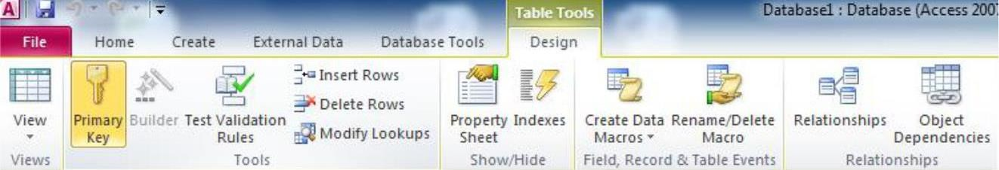 A
Table Tools
Database1 : Database (Access 2007
File Home Create External Data Database Tools Design
View
Primary Key
Builder
Test Validation Rules
Insert Rows
Delete Rows
Modify Lookups
Property Sheet
Indexes
Create Data Macros
Rename/Delete Macro
Relationships
Object Dependencies
Views
Tools
Show/Hide
Field, Record & Table Events
Relationships